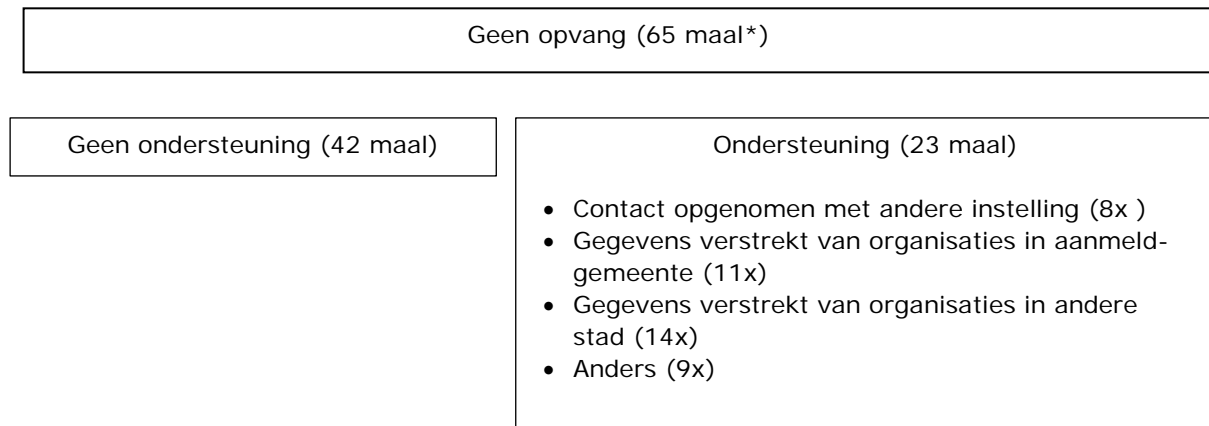 Geen opvang (65 maal*)
Geen ondersteuning (42 maal)
Ondersteuning (23 maal)
• Contact opgenomen met andere instelling (8x )
• Gegevens verstrekt van organisaties in aanmeld-
gemeente (11x)
• Gegevens verstrekt van organisaties in andere
stad (14x)
• Anders (9x)